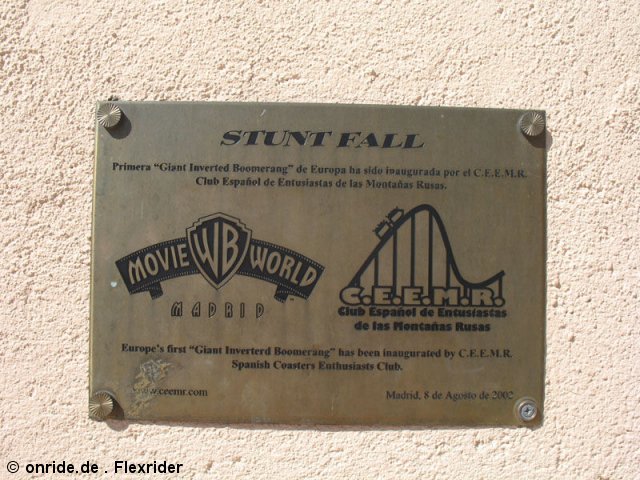 STUNT FALL
Primera "Giant Inverted Boomerang" de Europa ha sido inaugurada por el C.E.E.M.R.
Club Español de Entusiastas de las Montañas Rusas.
WB
MOVIE WORLD
MADRID
C.E.E.M.R.
Club Español de Entusiastas
de las Montañas Rusas
Europe's first "Giant Inverterd Boomerang" has been inaugurated by C.E.E.M.R.
Spanish Coasters Enthusiasts Club.
www.ceemr.com
Madrid, 8 de Agosto de 2002
© onride.de . Flexrider